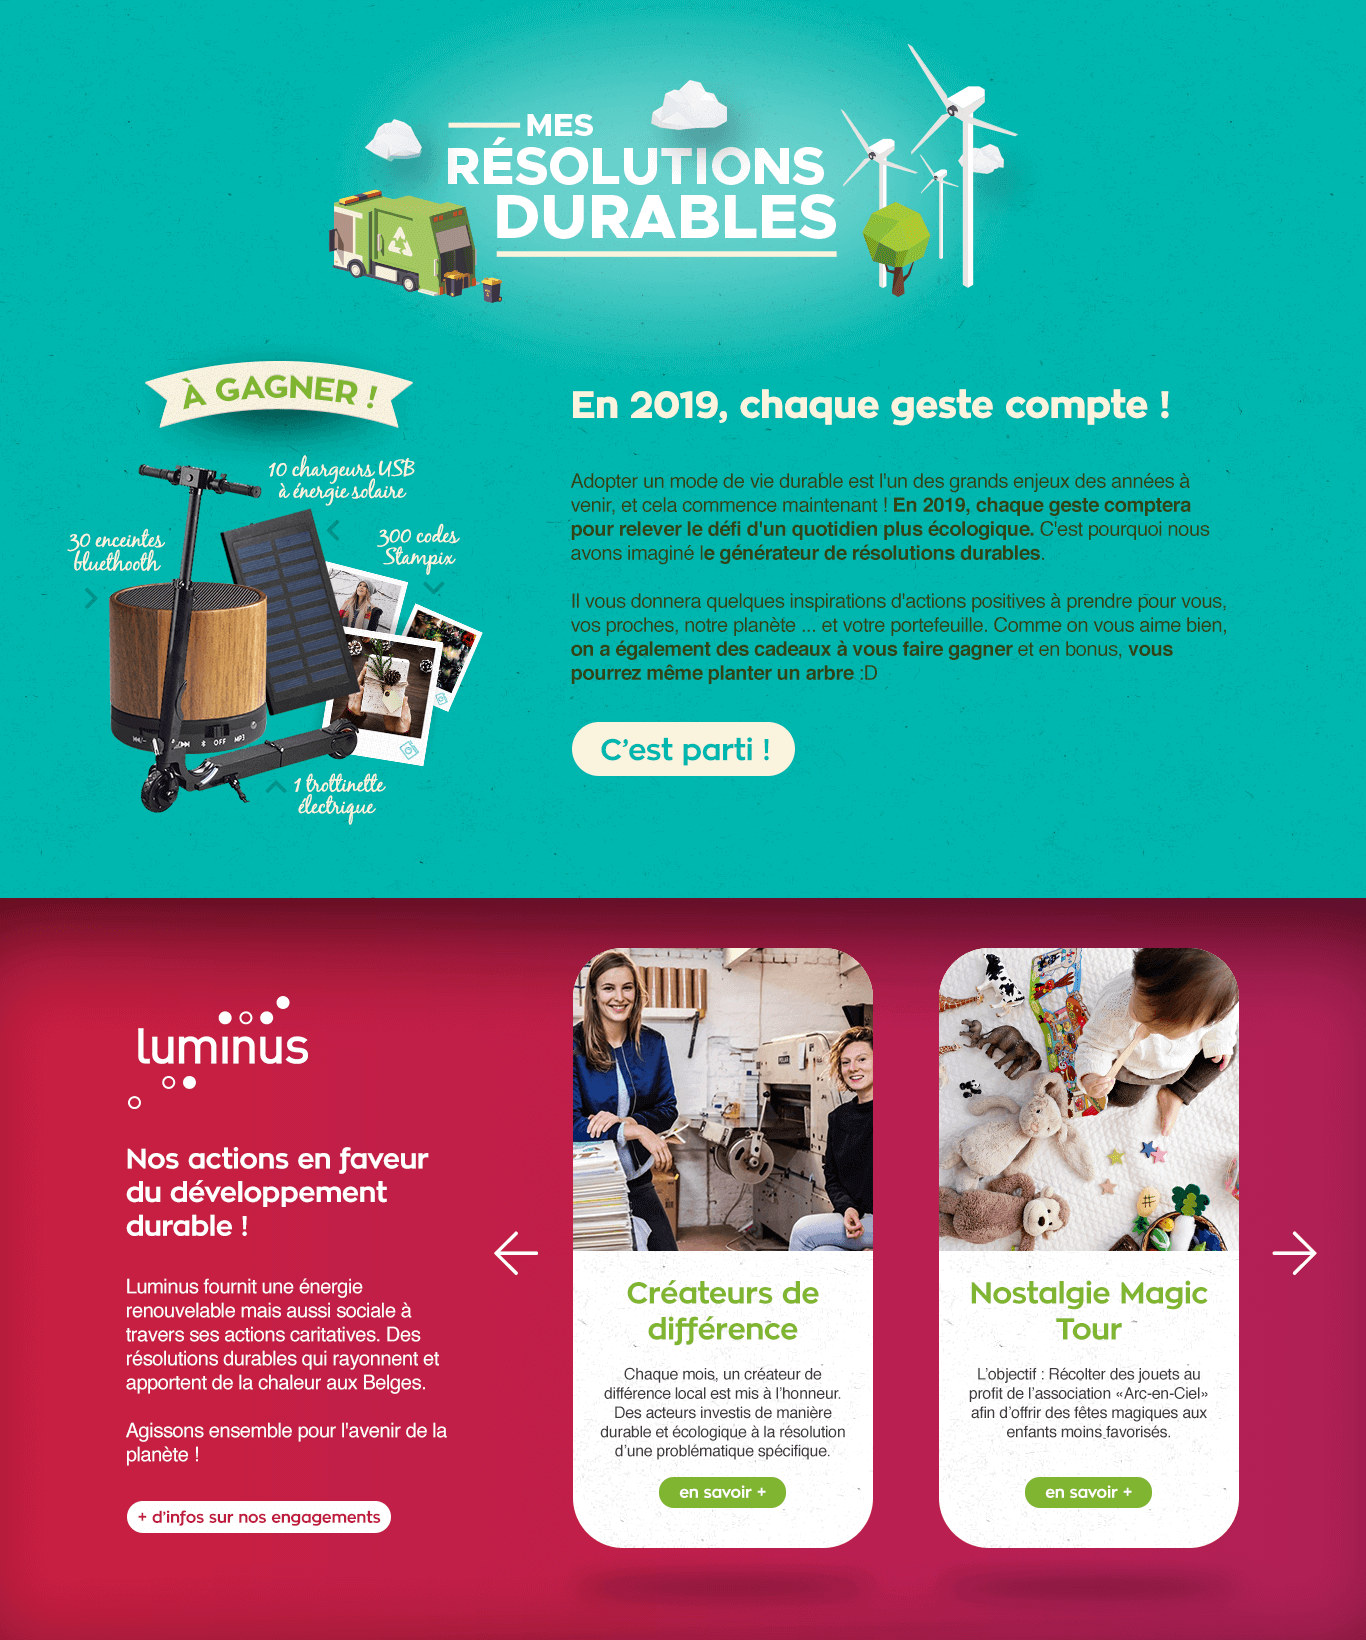 MES
RÉSOLUTIONS
DURABLES
À GAGNER !
10 chargeurs USB
à énergie solaire
30 enceintes
bluethooth
300 codes
Stampix
OFF MP3
1 trottinette
électrique
En 2019, chaque geste compte !
Adopter un mode de vie durable est l'un des grands enjeux des années à
venir, et cela commence maintenant ! En 2019, chaque geste comptera
pour relever le défi d'un quotidien plus écologique. C'est pourquoi nous
avons imaginé le générateur de résolutions durables.
Il vous donnera quelques inspirations d'actions positives à prendre pour vous,
vos proches, notre planète ... et votre portefeuille. Comme on vous aime bien,
on a également des cadeaux à vous faire gagner et en bonus, vous
pourrez même planter un arbre :D
C'est parti !
luminus
Nos actions en faveur
du développement
durable !
Luminus fournit une énergie
renouvelable mais aussi sociale à
travers ses actions caritatives. Des
résolutions durables qui rayonnent et
apportent de la chaleur aux Belges.
Agissons ensemble pour l'avenir de la
planète !
+ d'infos sur nos engagements
Créateurs de
différence
Chaque mois, un créateur de
différence local est mis à l'honneur.
Des acteurs investis de manière
durable et écologique à la résolution
d'une problématique spécifique.
en savoir +
Nostalgie Magic
Tour
L'objectif : Récolter des jouets au
profit de l'association «Arc-en-Ciel»
afin d'offrir des fêtes magiques aux
enfants moins favorisés.
en savoir +